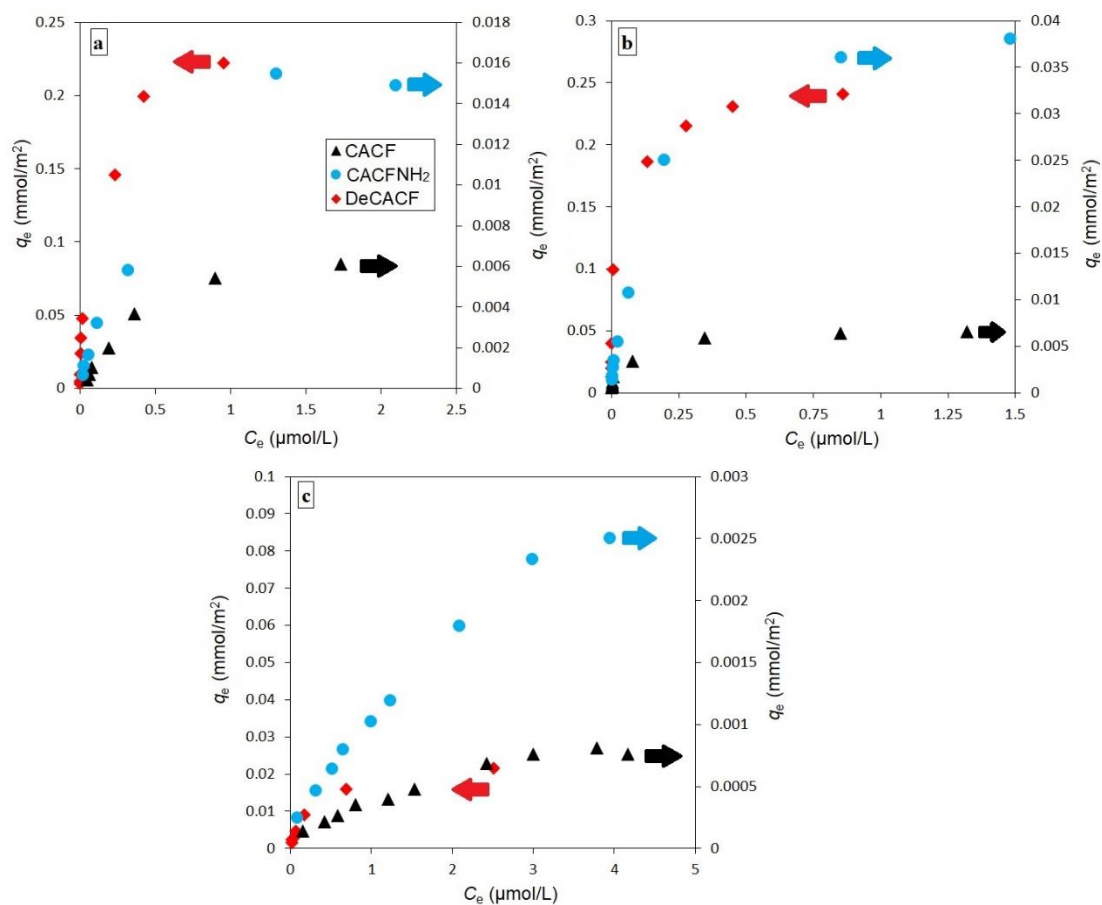 a
qₑ (mmol/m²)
0.25
0.2
0.15
0.1
0.05
0
0.018
0.016
0.014
0.012
0.010
0.008
0.006
0.004
0.002
0
qₑ (mmol/m²)
CACF
CACFNH₂
DeCACF
0 0.5 1 1.5 2 2.5
Cₑ (μmol/L)
b
qₑ (mmol/m²)
0.3
0.25
0.2
0.15
0.1
0.05
0
0.04
0.035
0.03
0.025
0.02
0.015
0.01
0.005
0
qₑ (mmol/m²)
0 0.25 0.75 1 1.25 1.5
Cₑ (μmol/L)
c
qₑ (mmol/m²)
0.1
0.09
0.08
0.07
0.06
0.05
0.04
0.03
0.02
0.01
0
0.003
0.0025
0.002
0.0015
0.001
0.0005
0
qₑ (mmol/m²)
0 1 2 3 4 5
Cₑ (μmol/L)